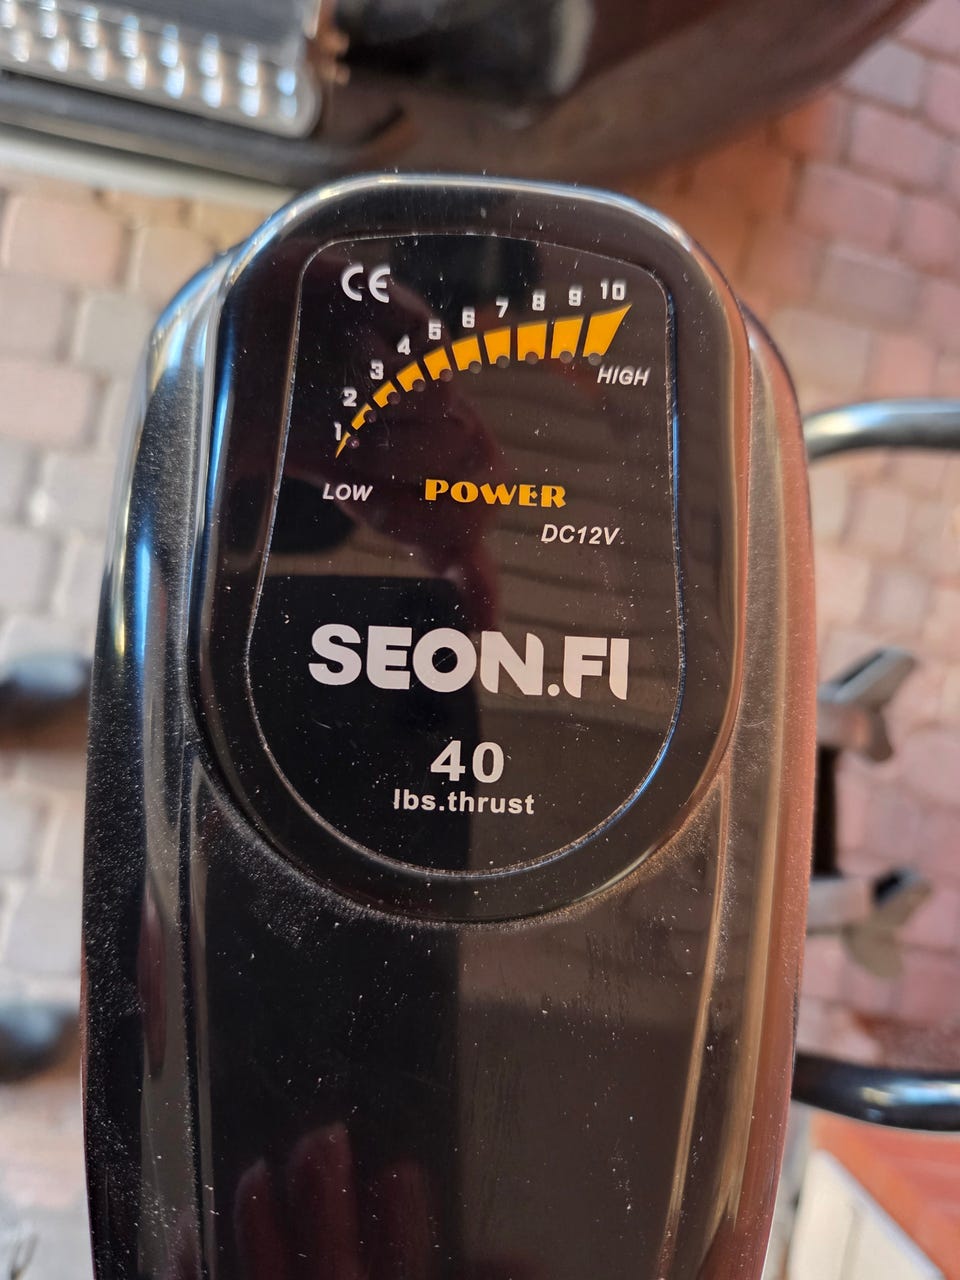 CE
1 2 3 4 5 6 7 8 9 10
HIGH
LOW POWER
DC12V
SEON.FI
40
lbs.thrust